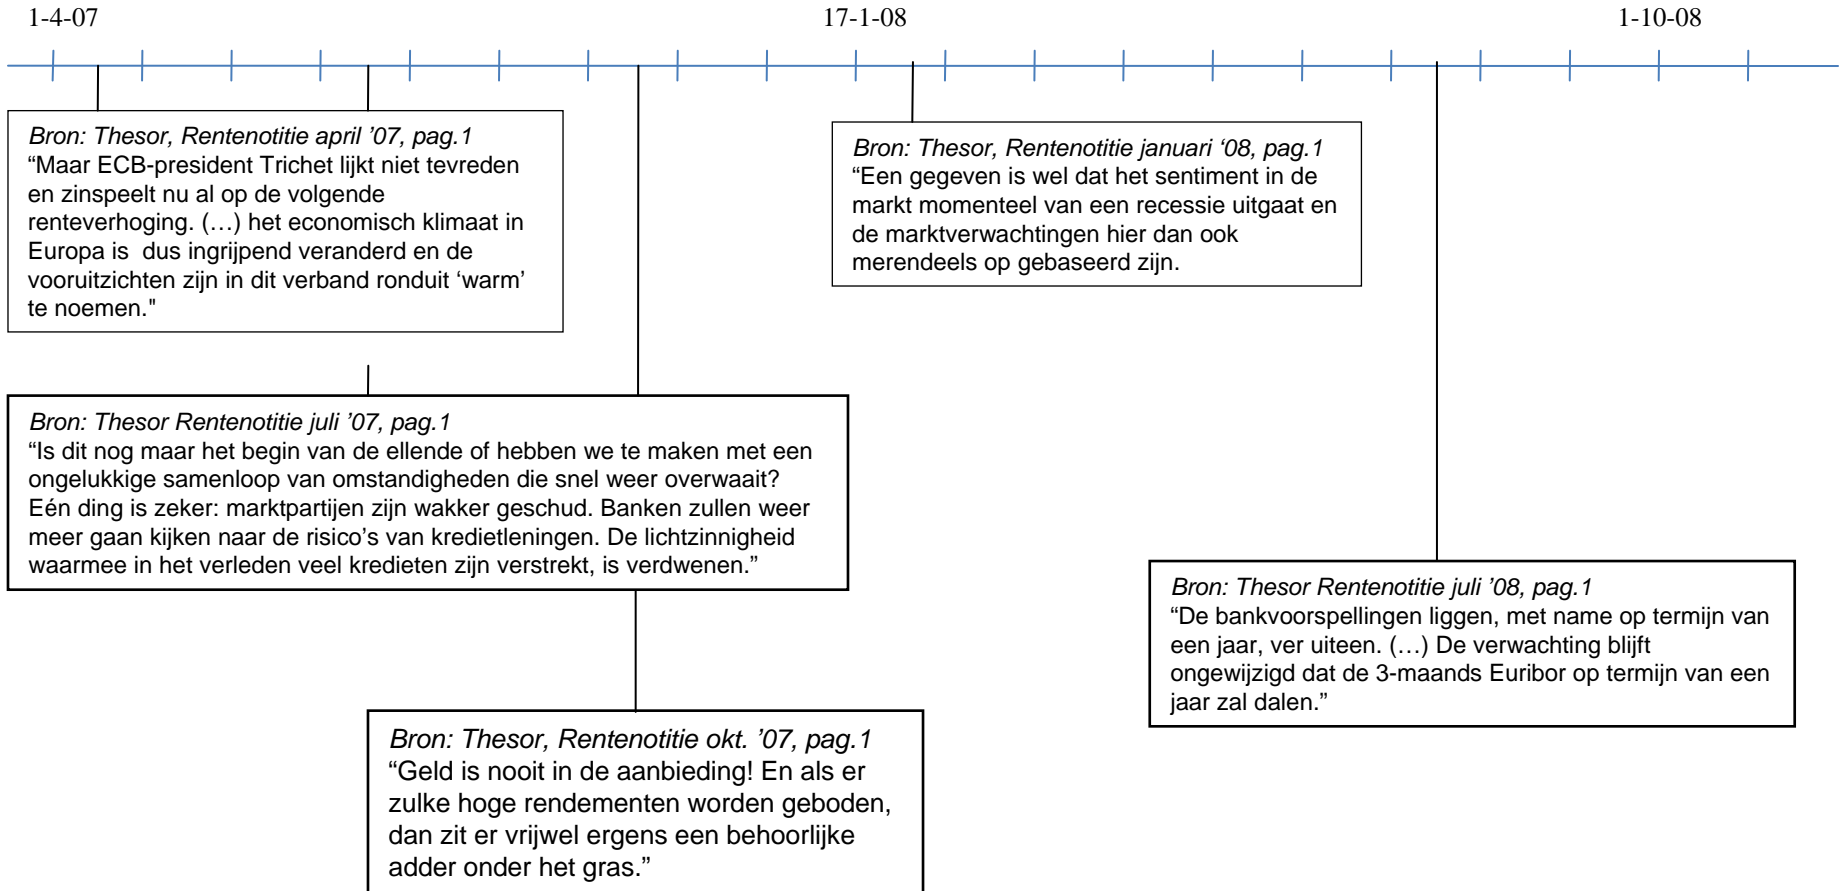 1-4-07
17-1-08
1-10-08
Bron: Thesor, Rentenotitie april '07, pag.1
“Maar ECB-president Trichet lijkt niet tevreden
en zinspeelt nu al op de volgende
renteverhoging. (…) het economisch klimaat in
Europa is  dus ingrijpend veranderd en de
vooruitzichten zijn in dit verband ronduit ‘warm’
te noemen."
Bron: Thesor, Rentenotitie januari ‘08, pag.1
“Een gegeven is wel dat het sentiment in de
markt momenteel van een recessie uitgaat en
de marktverwachtingen hier dan ook
merendeels op gebaseerd zijn.
Bron: Thesor Rentenotitie juli ’07, pag.1
“Is dit nog maar het begin van de ellende of hebben we te maken met een
ongelukkige samenloop van omstandigheden die snel weer overwaait?
Eén ding is zeker: marktpartijen zijn wakker geschud. Banken zullen weer
meer gaan kijken naar de risico’s van kredietleningen. De lichtzinnigheid
waarmee in het verleden veel kredieten zijn verstrekt, is verdwenen.”
Bron: Thesor Rentenotitie juli ’08, pag.1
“De bankvoorspellingen liggen, met name op termijn van
een jaar, ver uiteen. (…) De verwachting blijft
ongewijzigd dat de 3-maands Euribor op termijn van een
jaar zal dalen.”
Bron: Thesor, Rentenotitie okt. ’07, pag.1
“Geld is nooit in de aanbieding! En als er
zulke hoge rendementen worden geboden,
dan zit er vrijwel ergens een behoorlijke
adder onder het gras.”